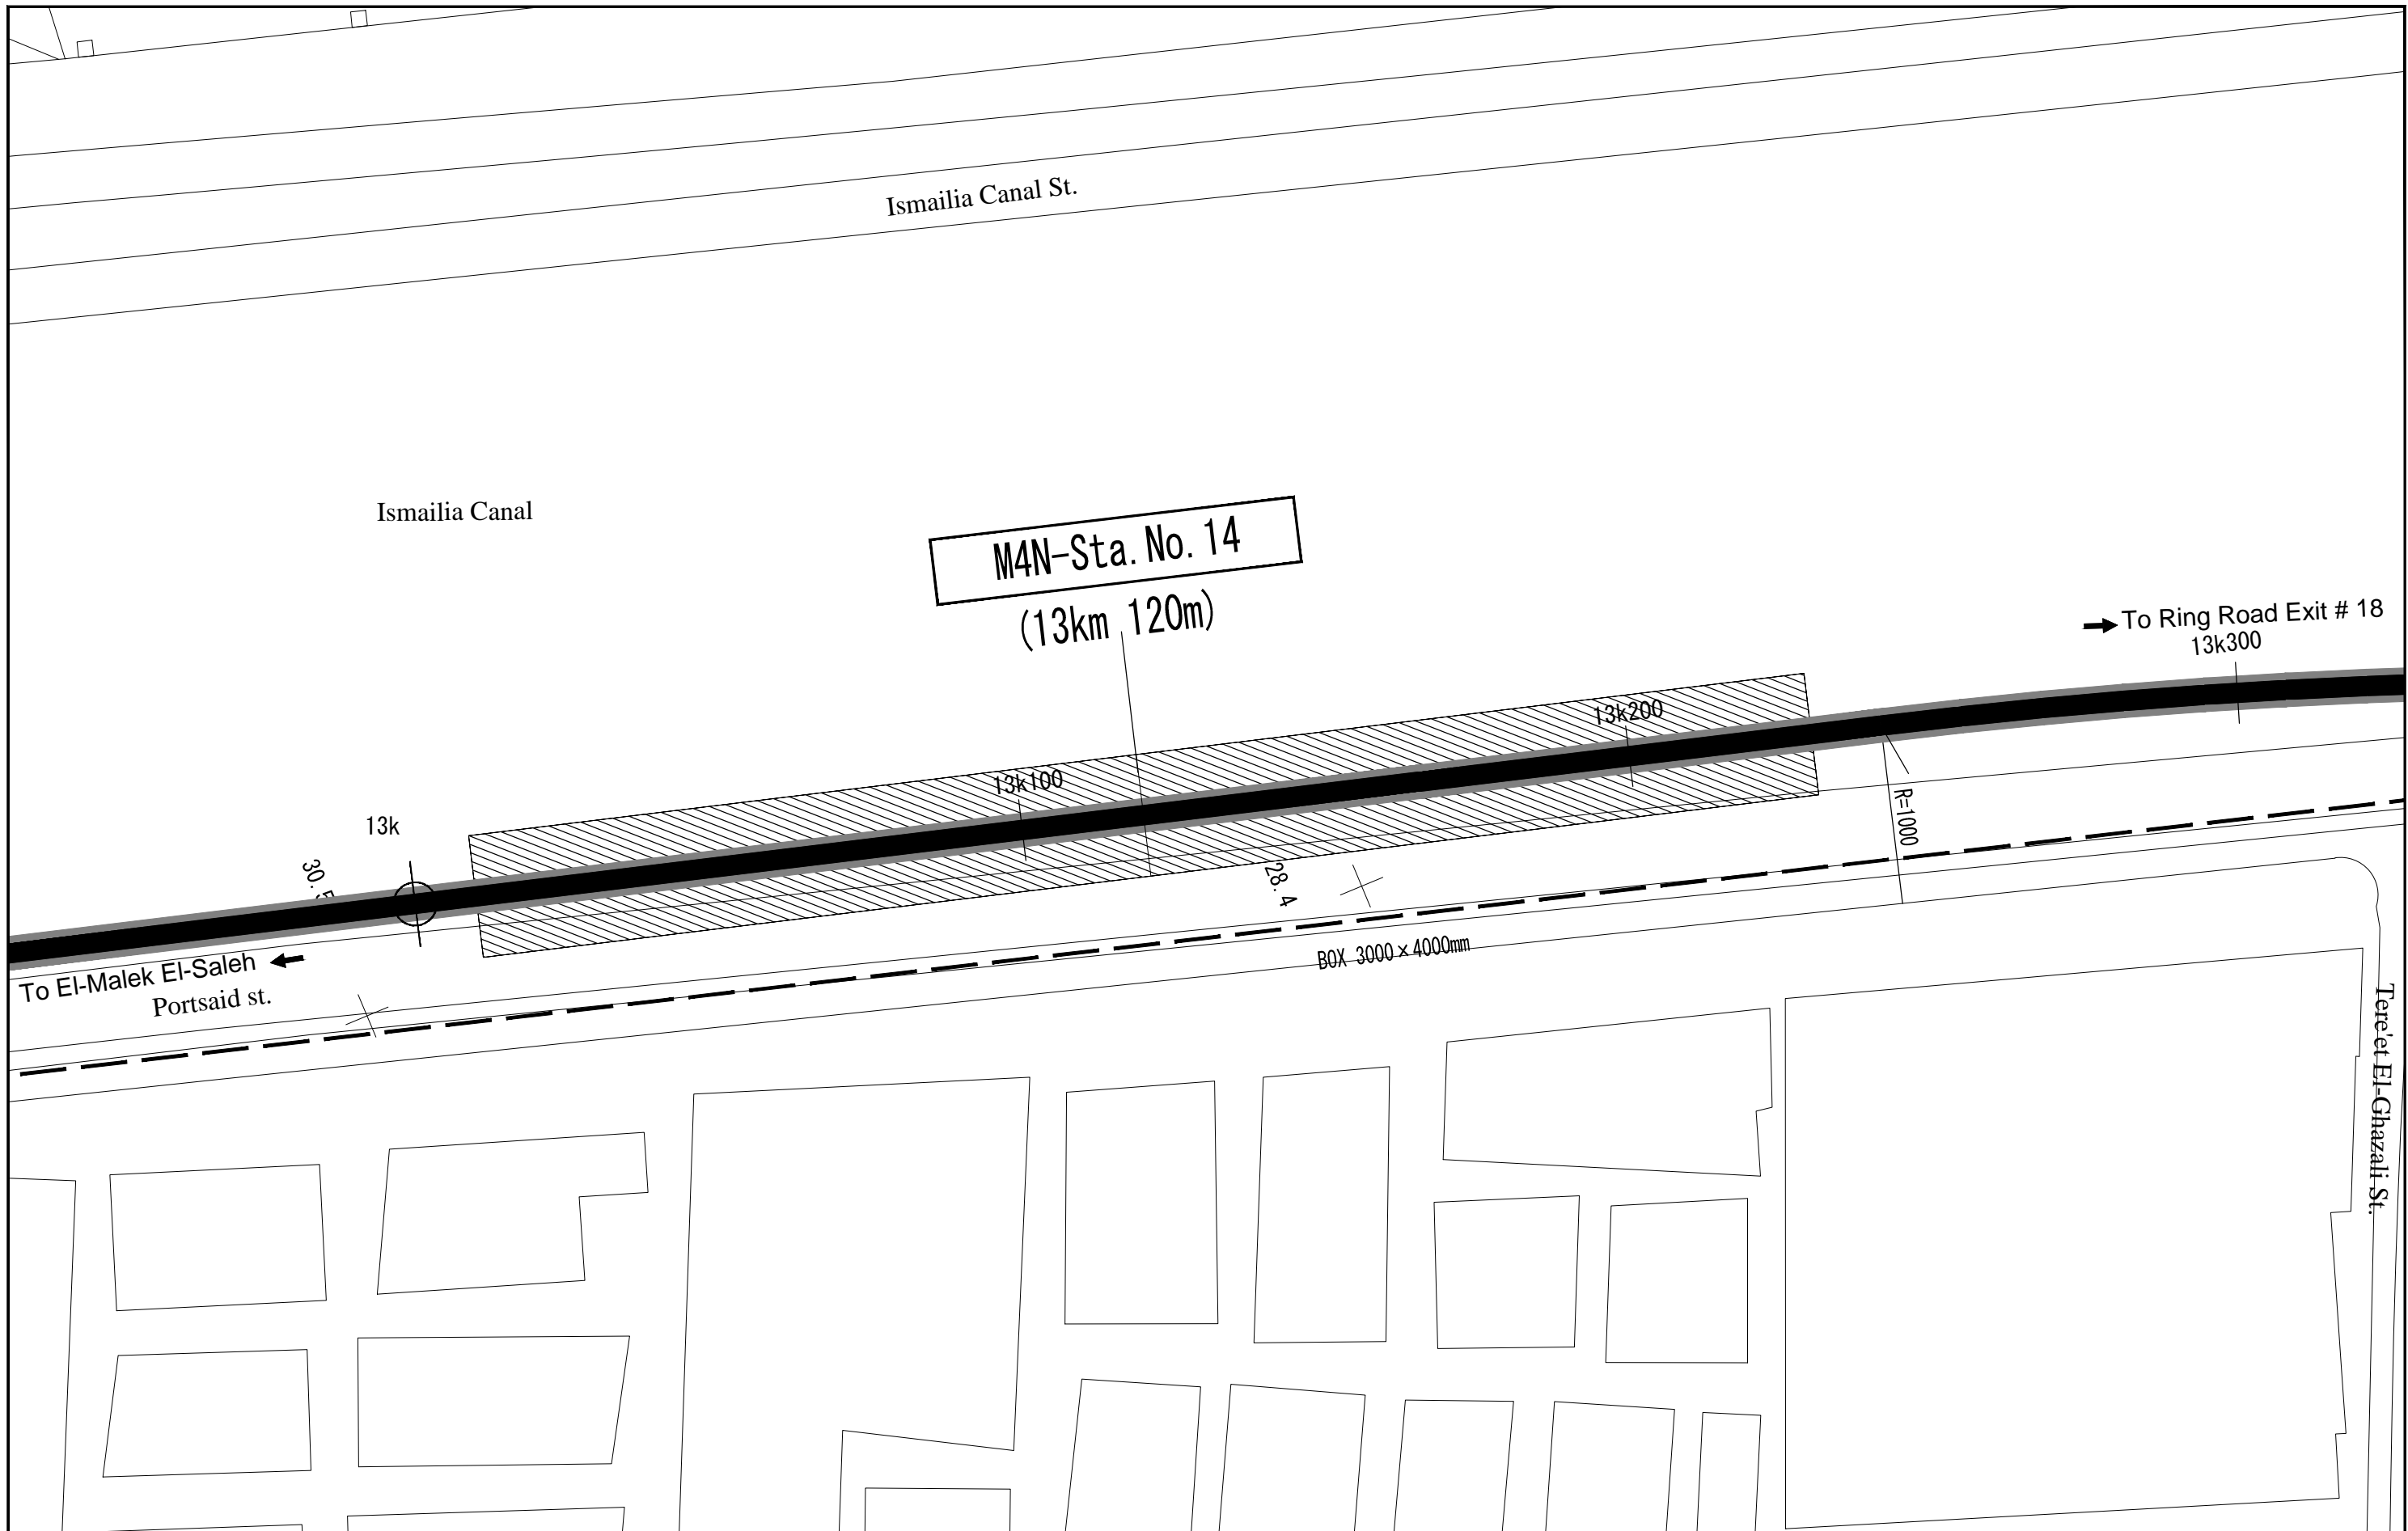 Ismailia Canal St.
Ismailia Canal
M4N-Sta. No. 14
(13km 120m)
To Ring Road Exit # 18
13k300
13k200
13k100
13k
30.5
28.4
R=1000
BOX 3000×4000mm
To El-Malek El-Saleh
Portsaid st.
Tere'et El-Ghazali St.